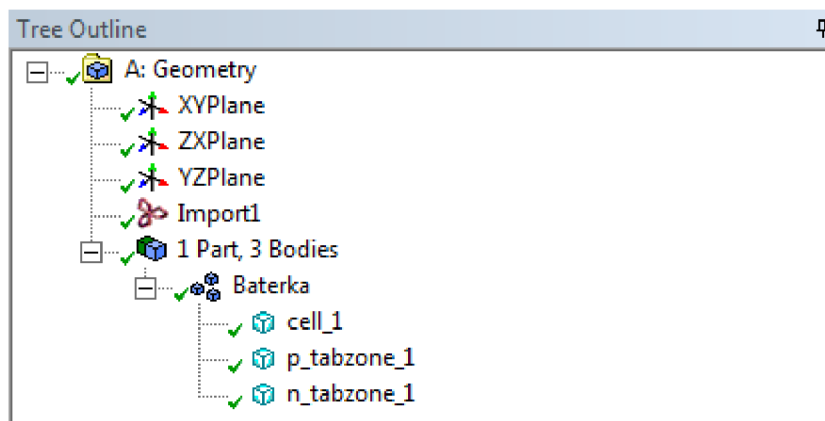 Tree Outline
A: Geometry
XYPlane
ZXPlane
YZPlane
Import1
1 Part, 3 Bodies
Baterka
cell_1
p_tabzone_1
n_tabzone_1